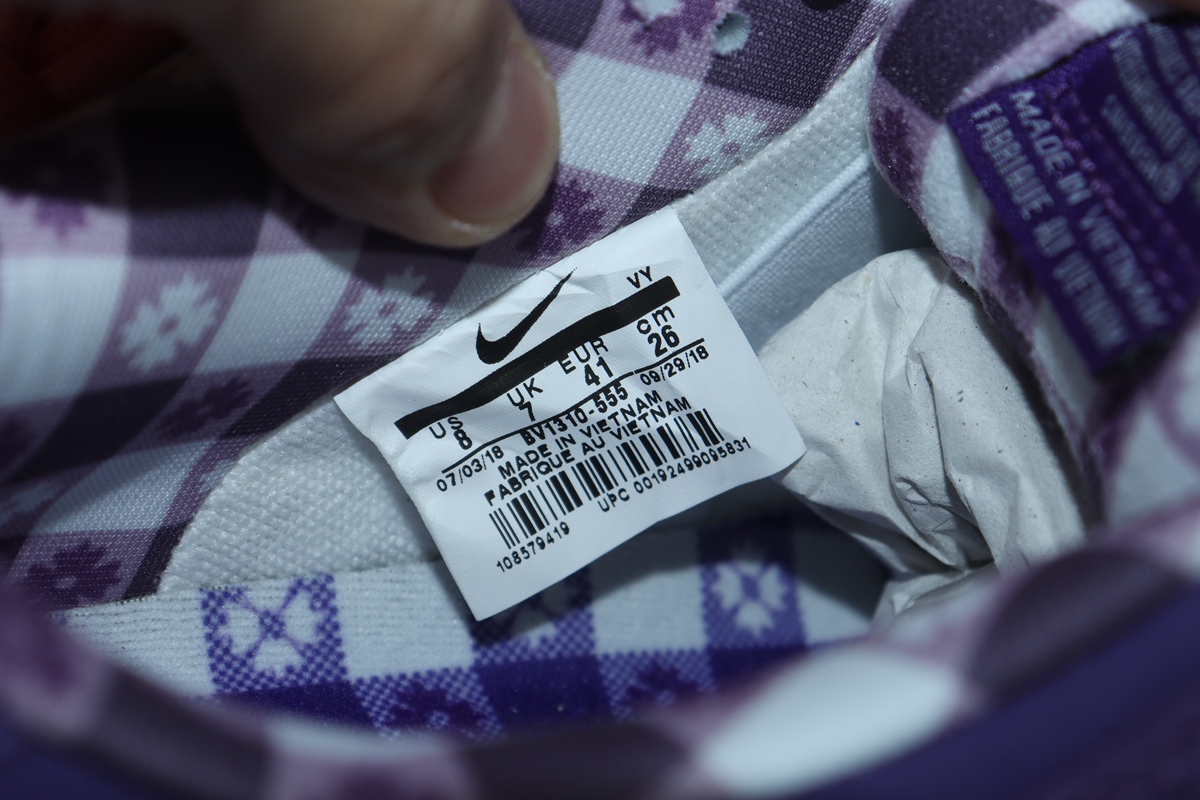 VY
US UK EUR cm
8 7 41 26
07/03/18 BV1310-555 09/29/18
MADE IN VIETNAM
FABRIQUE AU VIETNAM
108579419 UPC 00192499095831
MADE IN VIETNAM
FABRIQUE AU VIETNAM